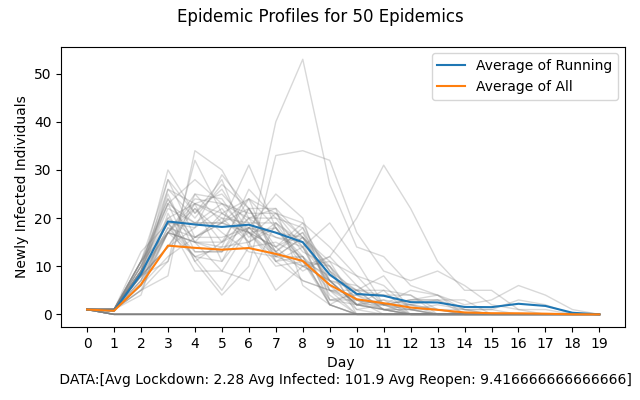 Epidemic Profiles for 50 Epidemics
Average of Running
Average of All
Newly Infected Individuals
50
40
30
20
10
0
0 1 2 3 4 5 6 7 8 9 10 11 12 13 14 15 16 17 18 19
Day
DATA:[Avg Lockdown: 2.28 Avg Infected: 101.9 Avg Reopen: 9.416666666666666]